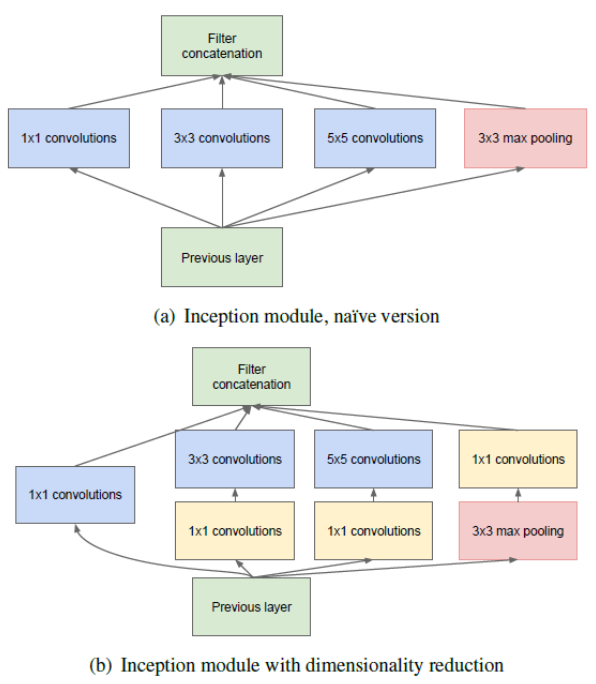 Filter
concatenation
1x1 convolutions
3x3 convolutions
5x5 convolutions
3x3 max pooling
Previous layer
(a) Inception module, naïve version
Filter
concatenation
3x3 convolutions
5x5 convolutions
1x1 convolutions
1x1 convolutions
1x1 convolutions
1x1 convolutions
3x3 max pooling
Previous layer
(b) Inception module with dimensionality reduction